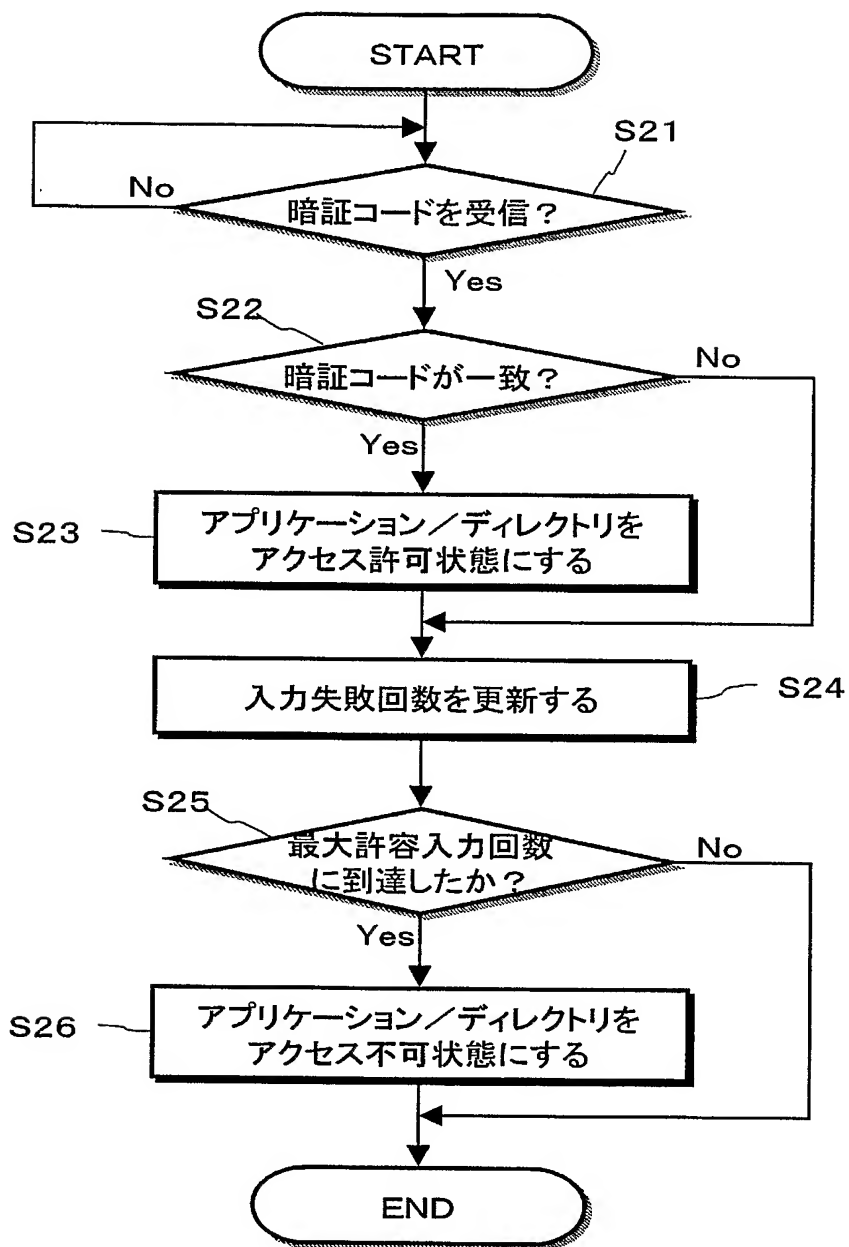 START
S21
No
暗証コードを受信？
Yes
S22
No
暗証コードが一致？
Yes
S23
アプリケーション／ディレクトリを
アクセス許可状態にする
入力失敗回数を更新する
S24
S25
最大許容入力回数
に到達したか？
No
Yes
S26
アプリケーション／ディレクトリを
アクセス不可状態にする
END